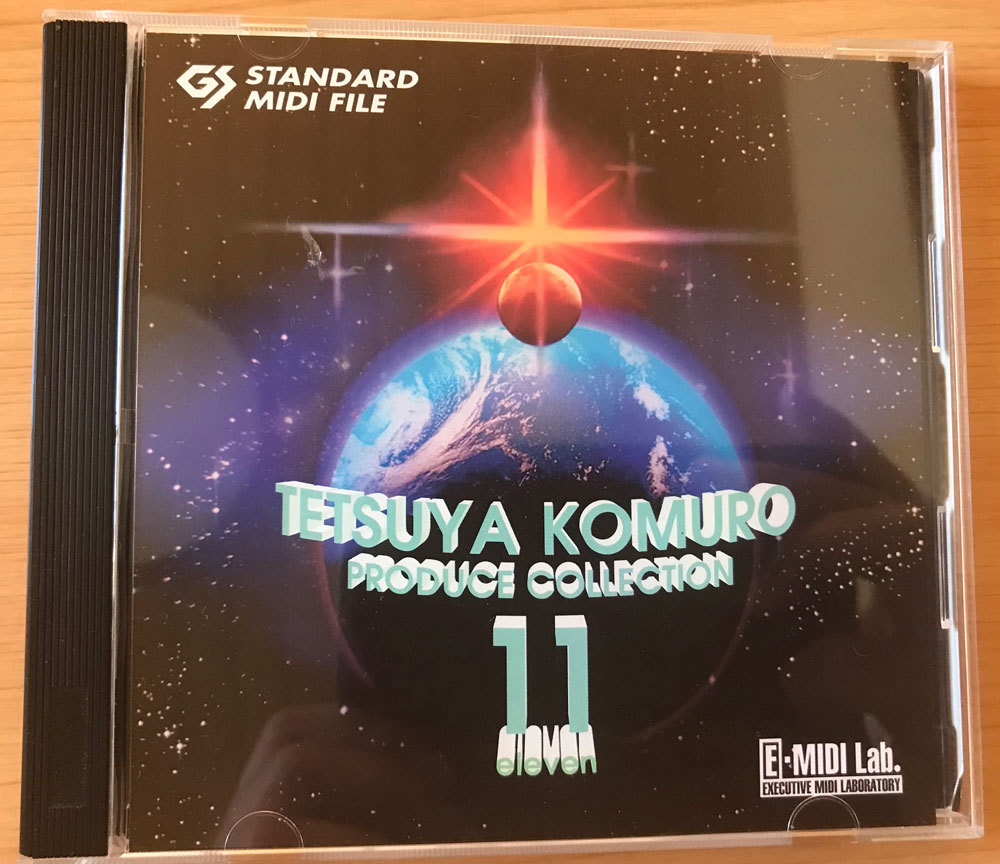 GS STANDARD
MIDI FILE
TETSUYA KOMURO
PRODUCE COLLECTION
11
eleven
E-MIDI Lab.
EXECUTIVE MIDI LABORATORY